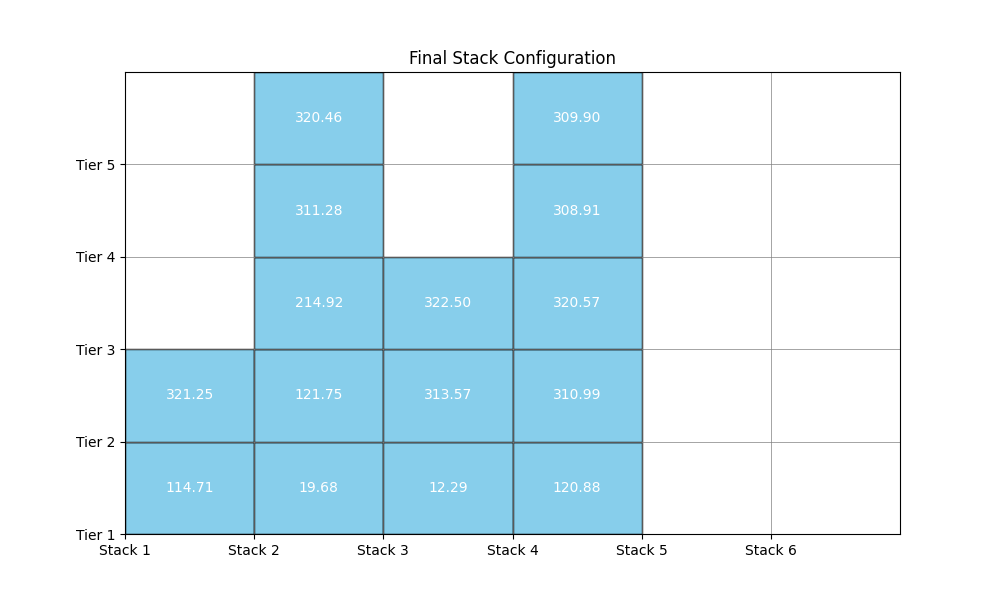 Final Stack Configuration
320.46 309.90
Tier 5
311.28 308.91
Tier 4
214.92 322.50 320.57
Tier 3
321.25 121.75 313.57 310.99
Tier 2
114.71 19.68 12.29 120.88
Tier 1
Stack 1 Stack 2 Stack 3 Stack 4 Stack 5 Stack 6